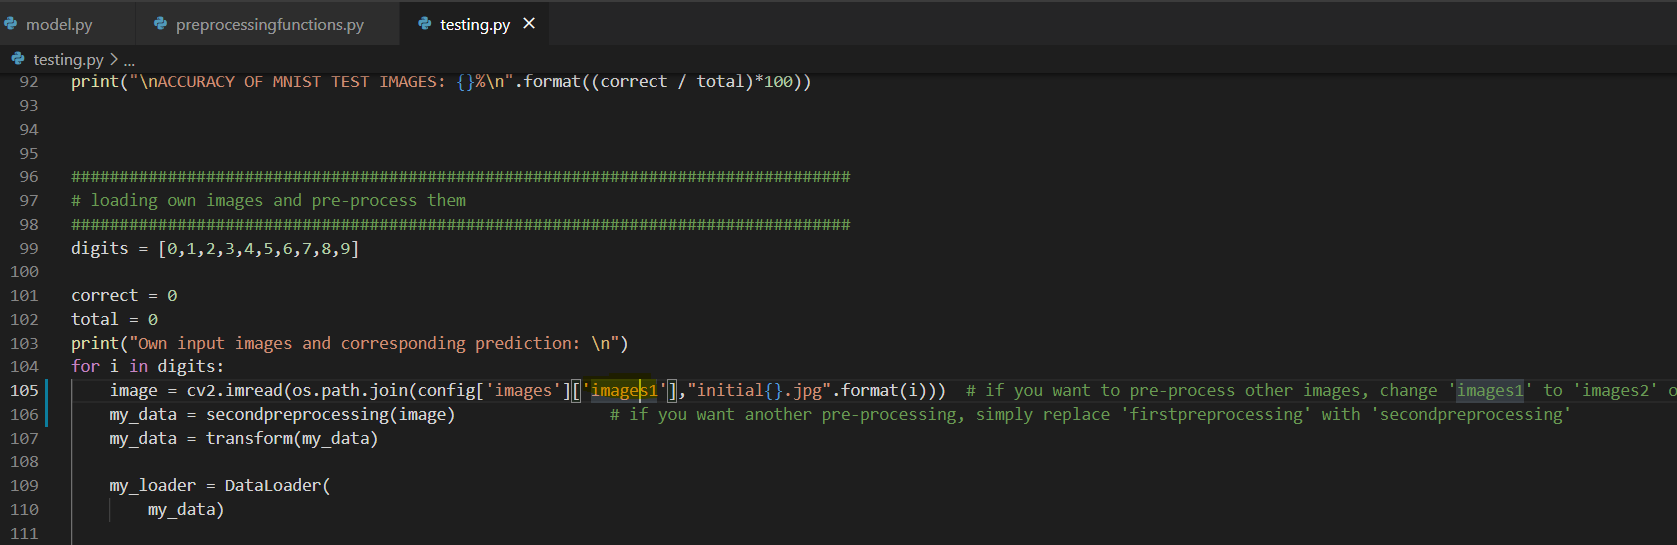 model.py preprocessingfunctions.py testing.py ×
testing.py > ...
92 print("\nACCURACY OF MNIST TEST IMAGES: {}%\n".format((correct / total)*100))
93
94
95
96 #################################################################################
97 # loading own images and pre-process them
98 #################################################################################
99 digits = [0,1,2,3,4,5,6,7,8,9]
100
101 correct = 0
102 total = 0
103 print("Own input images and corresponding prediction: \n")
104 for i in digits:
105 image = cv2.imread(os.path.join(config['images']['images1'],"initial{}.jpg".format(i))) # if you want to pre-process other images, change 'images1' to 'images2' o
106 my_data = secondpreprocessing(image) # if you want another pre-processing, simply replace 'firstpreprocessing' with 'secondpreprocessing'
107 my_data = transform(my_data)
108
109 my_loader = DataLoader(
110 my_data)
111